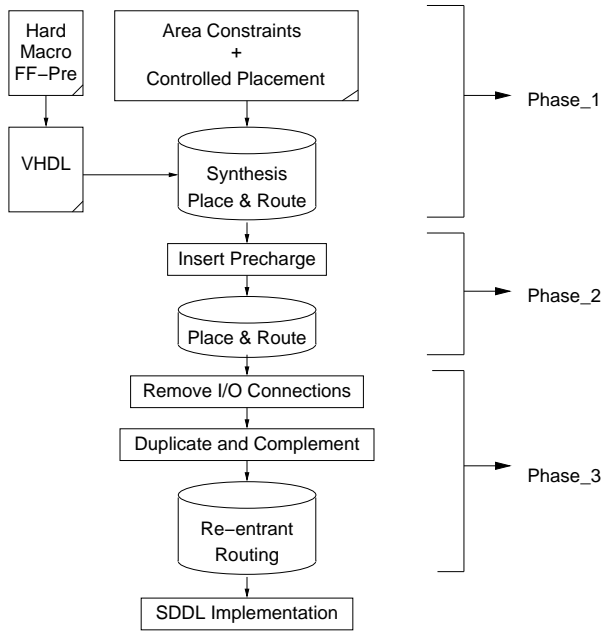 Hard
Macro
FF−Pre
Area Constraints
+
Controlled Placement
Phase_1
VHDL
Synthesis
Place & Route
Insert Precharge
Phase_2
Place & Route
Remove I/O Connections
Duplicate and Complement
Phase_3
Re−entrant
Routing
SDDL Implementation